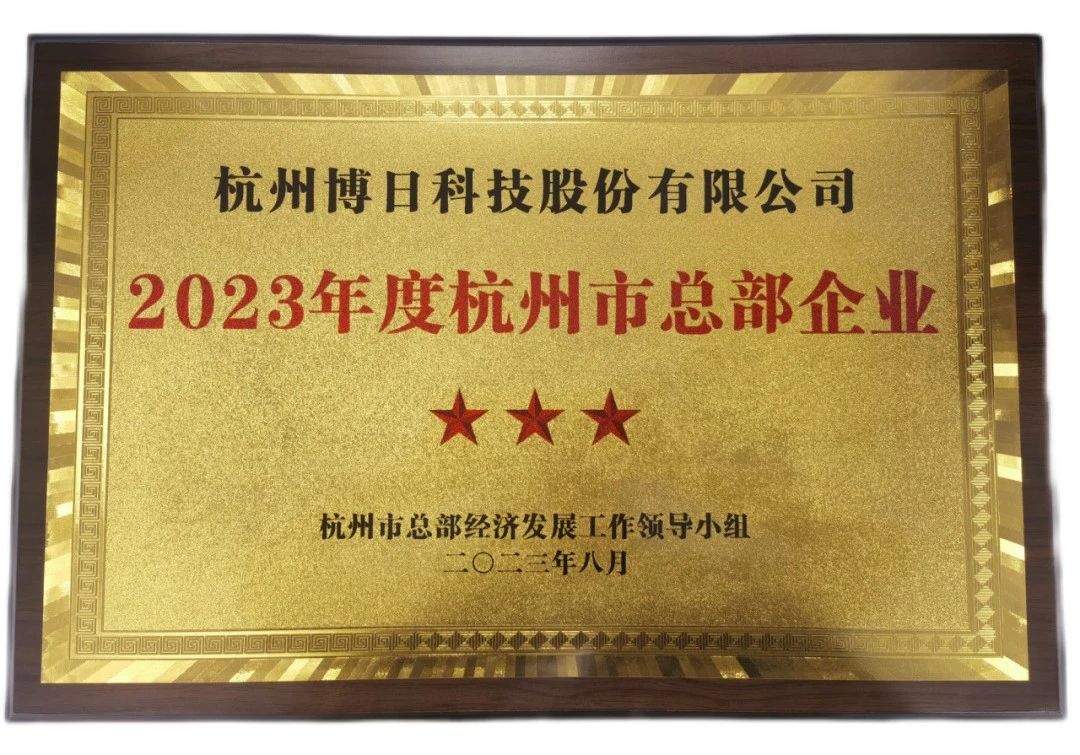 杭州博日科技股份有限公司
2023年度杭州市总部企业
杭州市总部经济发展工作领导小组
二〇二三年八月